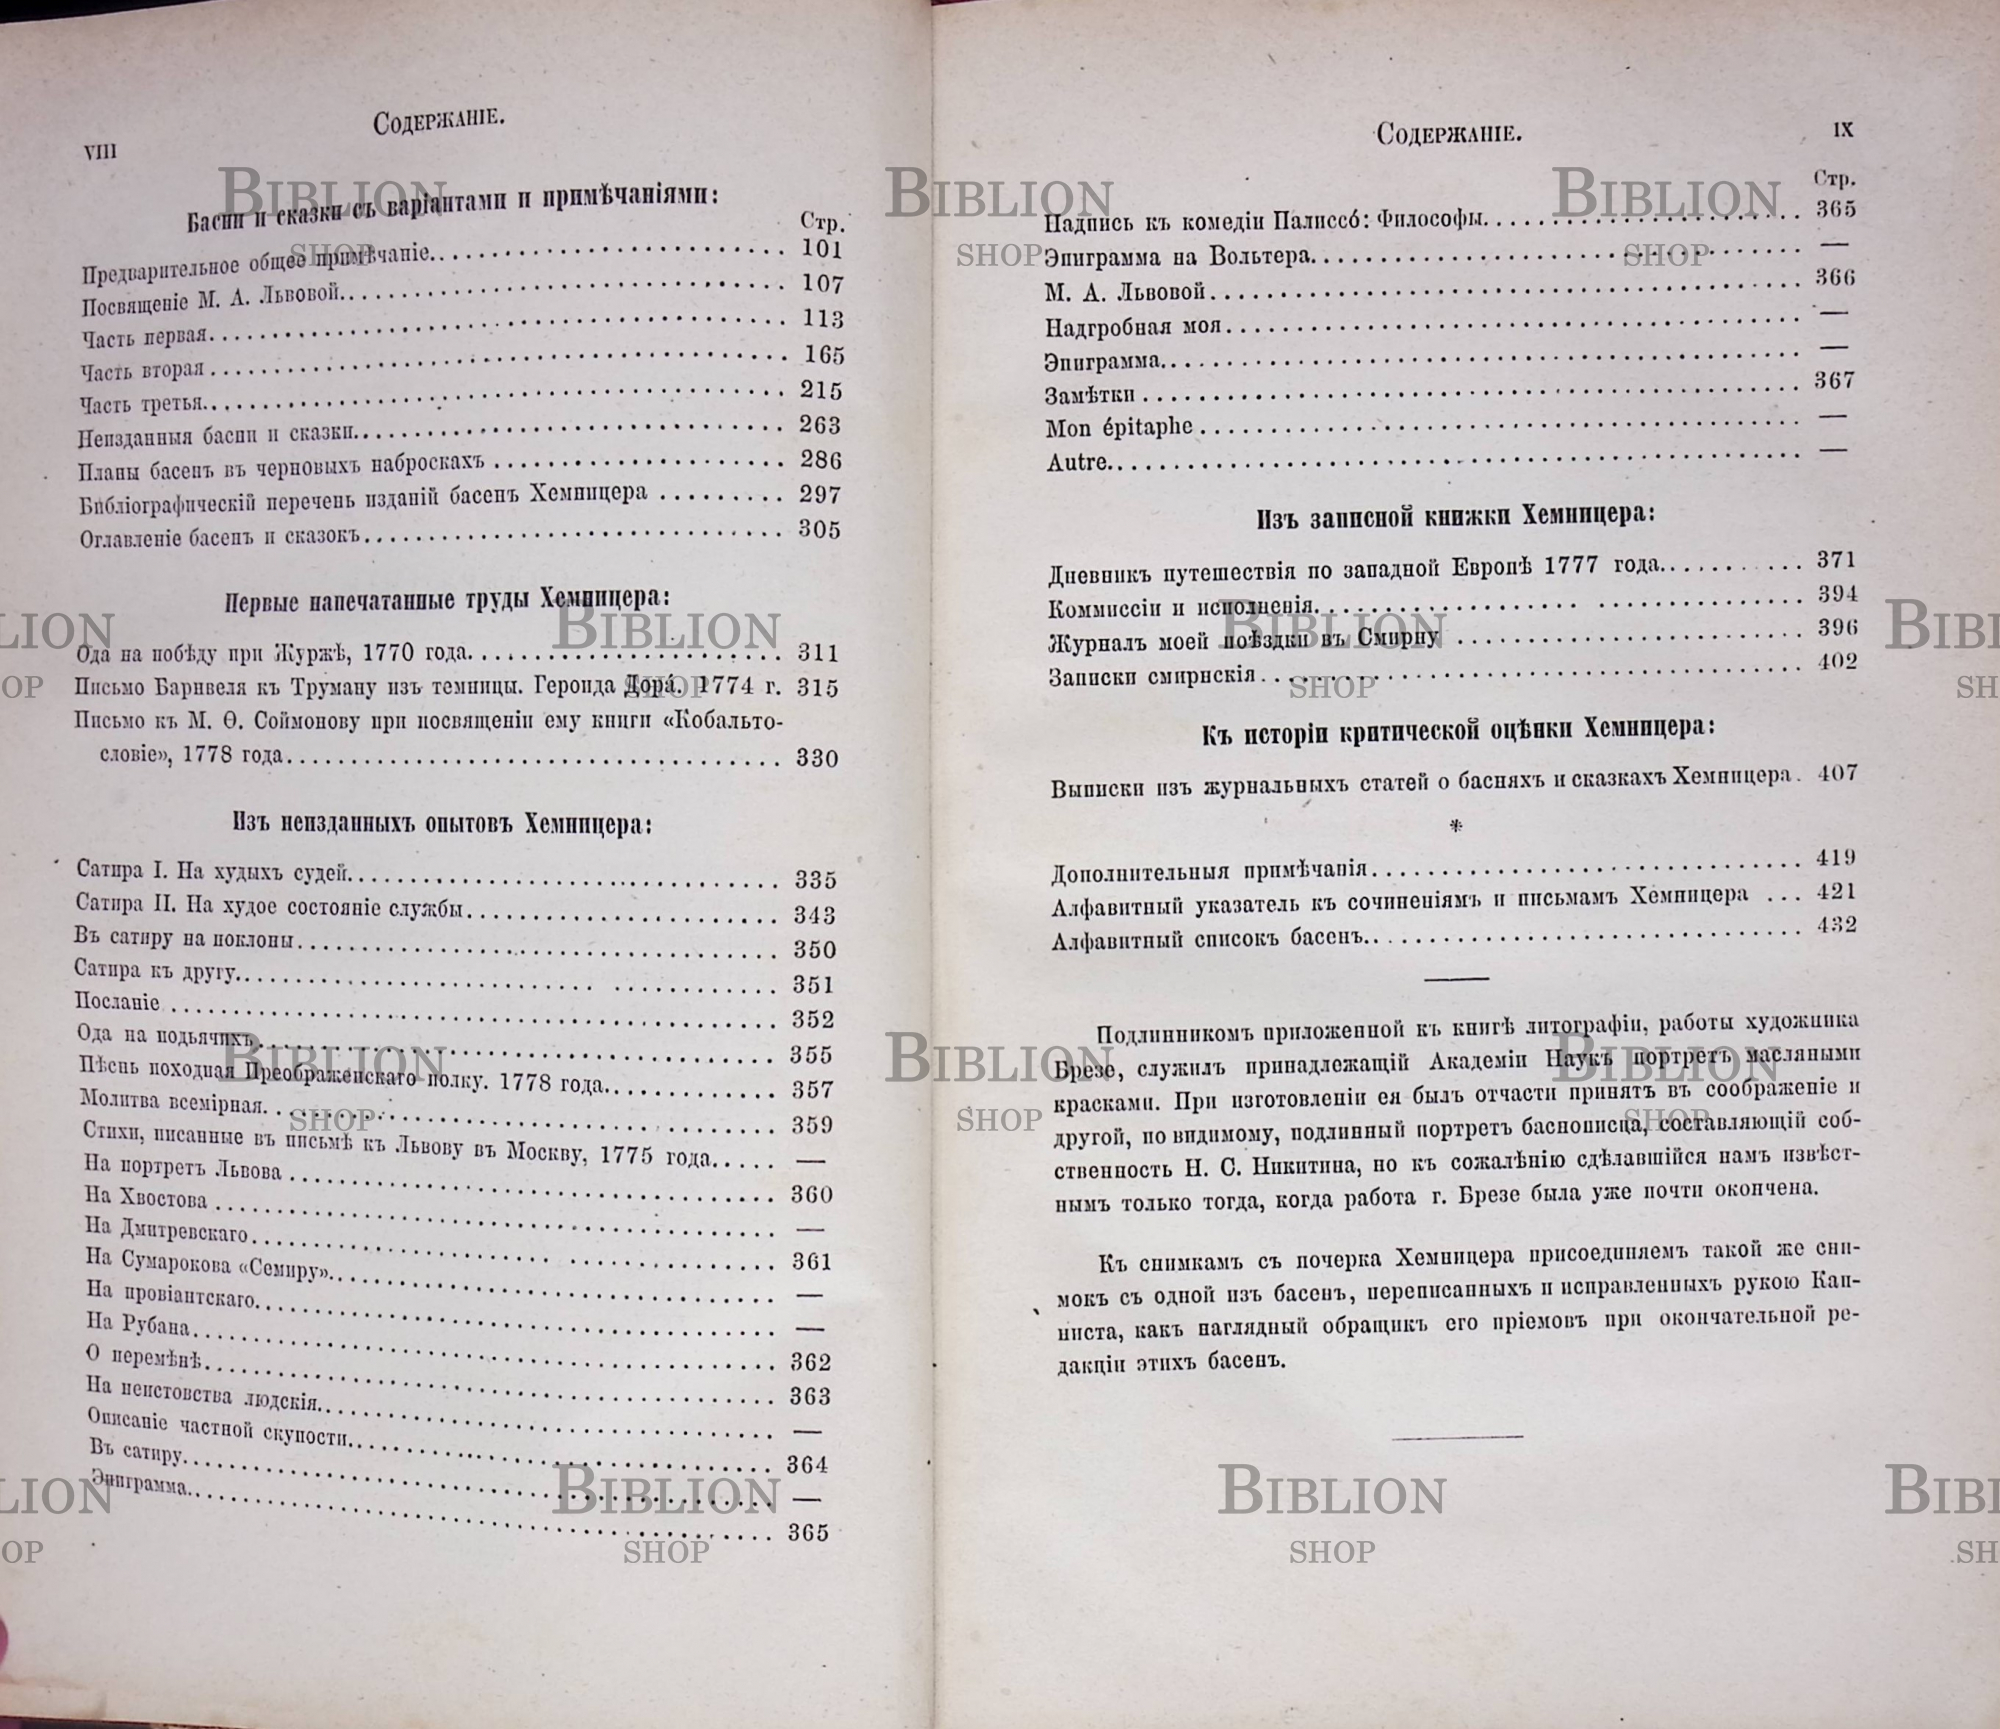 VIII
Содержаніе.
Басни и сказки съ варіантами и примѣчаніями:
Стр.
Предварительное общее примѣчаніе. 101
Посвященіе М. А. Львовой. 107
Часть первая. 113
Часть вторая 165
Часть третья. 215
Неизданныя басни и сказки. 263
Планы басенъ въ черновыхъ наброскахъ 286
Библіографическій перечень изданій басенъ Хемницера 297
Оглавленіе басенъ и сказокъ 305
Первые напечатанные труды Хемницера:
Ода на побѣду при Журжѣ, 1770 года. 311
Письмо Барнвеля къ Труману изъ темницы. Героида Дорá. 1774 г. 315
Письмо къ М. Ѳ. Соймонову при посвященіи ему книги «Кобальто-
словіе», 1778 года 330
Изъ неизданныхъ опытовъ Хемницера:
Сатира I. На худыхъ судей. 335
Сатира II. На худое состояніе службы 343
Въ сатиру на поклоны 350
Сатира къ другу. 351
Посланіе 352
Ода на подьячихъ 355
Пѣснь походная Преображенскаго полку. 1778 года. 357
Молитва всемірная. 359
Стихи, писанные въ письмѣ къ Львову въ Москву, 1775 года. —
На портретъ Львова 360
На Хвостова —
На Дмитревскаго 361
На Сумарокова «Семиру». —
На провіантскаго. —
На Рубана 362
О перемѣнѣ. 363
На неистовства людскія. —
Описаніе частной скупости. 364
Въ сатиру. —
Эпиграмма. 365
Содержаніе.
IX
Стр.
Надпись къ комедіи Палиссó: Философы. 365
Эпиграмма на Вольтера. —
М. А. Львовой 366
Надгробная моя —
Эпиграмма. —
Замѣтки 367
Mon épitaphe —
Autre. —
Изъ записной книжки Хемницера:
Дневникъ путешествія по западной Европѣ 1777 года. 371
Коммиссіи и исполненія. 394
Журналъ моей поѣздки въ Смирну 396
Записки смирнскія 402
Къ исторіи критической оцѣнки Хемницера:
Выписки изъ журнальныхъ статей о басняхъ и сказкахъ Хемницера. 407
*
Дополнительныя примѣчанія 419
Алфавитный указатель къ сочиненіямъ и письмамъ Хемницера 421
Алфавитный списокъ басенъ. 432
Подлинникомъ приложенной къ книгѣ литографіи, работы художника
Брезе, служилъ принадлежащій Академіи Наукъ портретъ масляными
красками. При изготовленіи ея былъ отчасти принятъ въ соображеніе и
другой, по видимому, подлинный портретъ баснописца, составляющій соб-
ственность Н. С. Никитина, но къ сожалѣнію сдѣлавшійся намъ извѣст-
нымъ только тогда, когда работа г. Брезе была уже почти окончена.
Къ снимкамъ съ почерка Хемницера присоединяемъ такой же сни-
мокъ съ одной изъ басенъ, переписанныхъ и исправленныхъ рукою Кап-
ниста, какъ наглядный обращикъ его пріемовъ при окончательной ре-
дакціи этихъ басенъ.